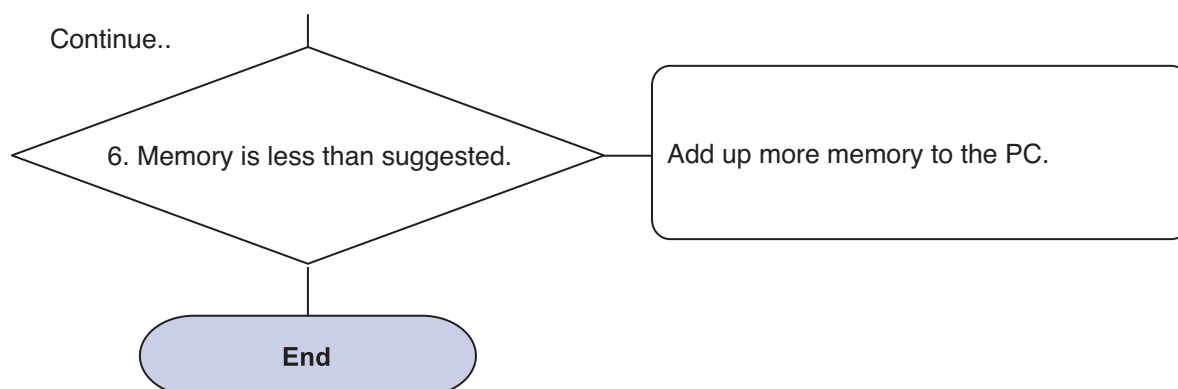 Continue..
6. Memory is less than suggested.
Add up more memory to the PC.
End